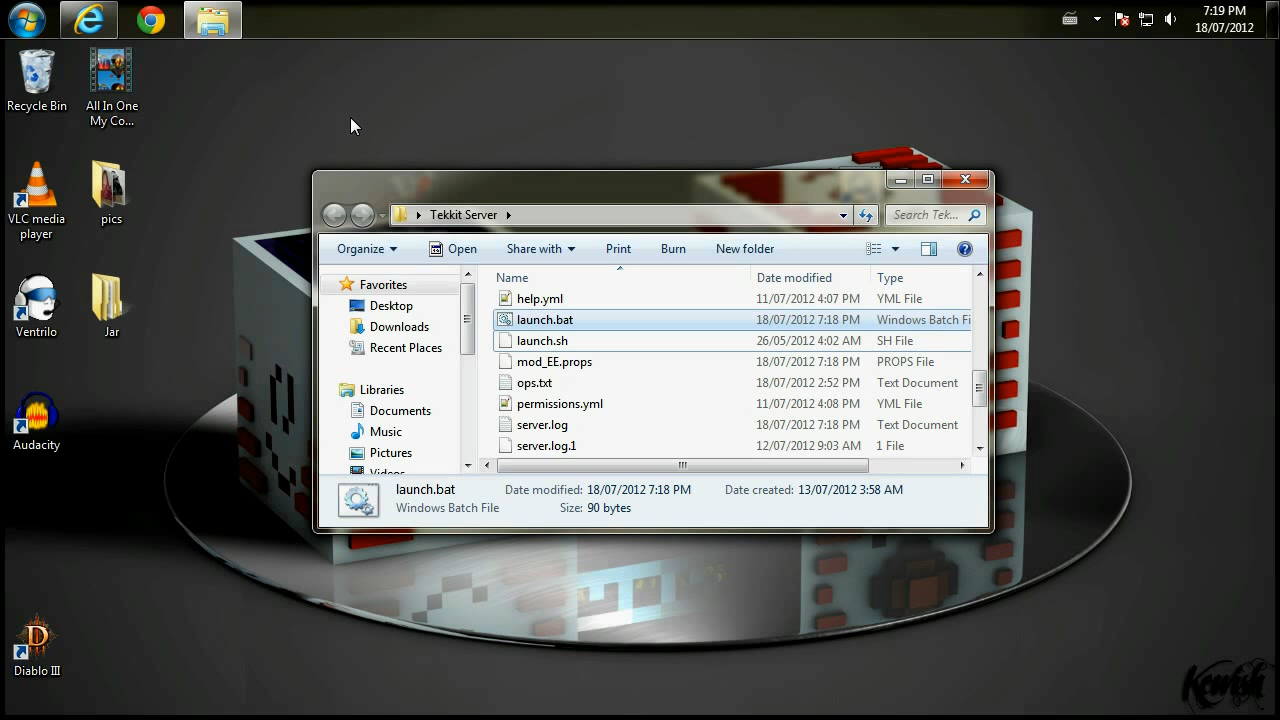 7:19 PM
18/07/2012
Recycle Bin
All In One
My Co...
VLC media
player
pics
Ventrilo
Jar
Audacity
Diablo III
Tekkit Server
Search Tek...
Organize
Open
Share with
Print
Burn
New folder
Favorites
Desktop
Downloads
Recent Places
Libraries
Documents
Music
Pictures
Videos
Name Date modified Type
help.yml 11/07/2012 4:07 PM YML File
launch.bat 18/07/2012 7:18 PM Windows Batch Fi
launch.sh 26/05/2012 4:02 AM SH File
mod_EE.props 18/07/2012 7:18 PM PROPS File
ops.txt 18/07/2012 2:52 PM Text Document
permissions.yml 11/07/2012 4:08 PM YML File
server.log 18/07/2012 7:18 PM Text Document
server.log.1 12/07/2012 9:03 AM 1 File
launch.bat Date modified: 18/07/2012 7:18 PM Date created: 13/07/2012 3:58 AM
Windows Batch File Size: 90 bytes
Kewish